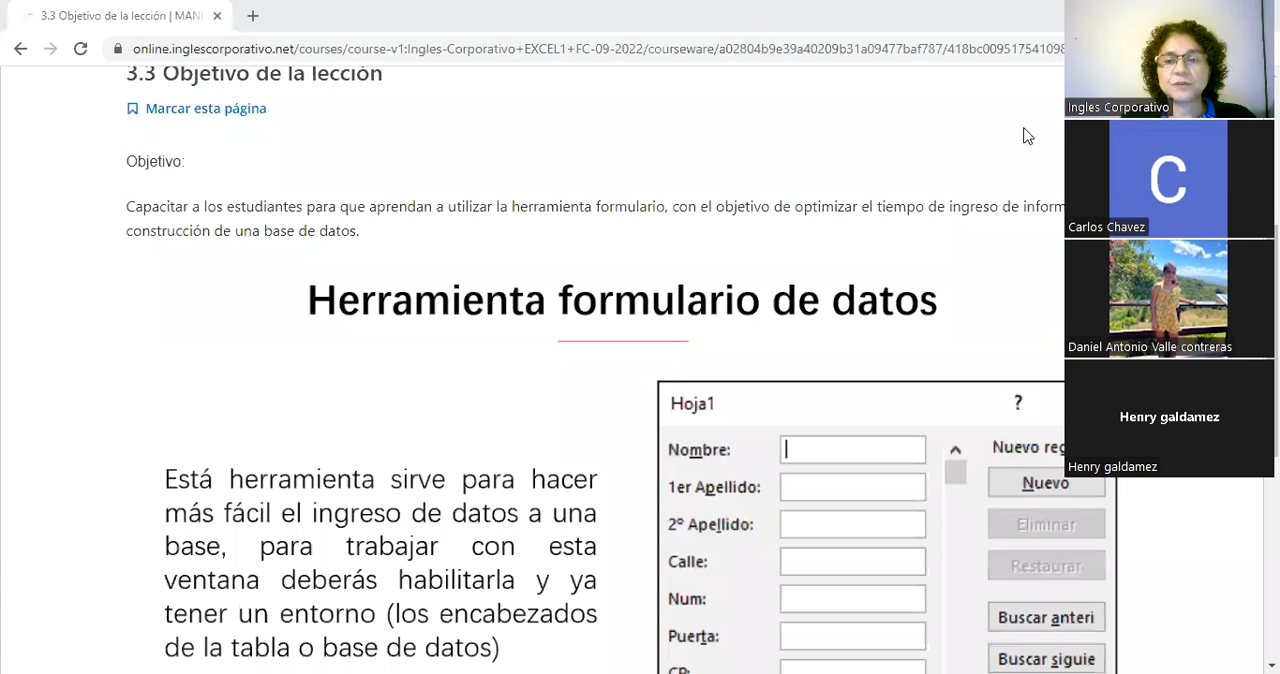 3.3 Objetivo de la lección | MANI
online.inglescorporativo.net/courses/course-v1:Ingles-Corporativo+EXCEL1+FC-09-2022/courseware/a02804b9e39a40209b31a09477baf787/418bc009517541098
3.3 Objetivo de la lección
Marcar esta página
Objetivo:
Capacitar a los estudiantes para que aprendan a utilizar la herramienta formulario, con el objetivo de optimizar el tiempo de ingreso de inform
construcción de una base de datos.
Herramienta formulario de datos
Está herramienta sirve para hacer
más fácil el ingreso de datos a una
base, para trabajar con esta
ventana deberás habilitarla y ya
tener un entorno (los encabezados
de la tabla o base de datos)
Hoja1 ?
Nombre:
1er Apellido:
2º Apellido:
Calle:
Num:
Puerta:
CP:
Nuevo reg
Nuevo
Eliminar
Restaurar
Buscar anteri
Buscar siguie
Ingles Corporativo
C
Carlos Chavez
Daniel Antonio Valle contreras
Henry galdamez
Henry galdamez